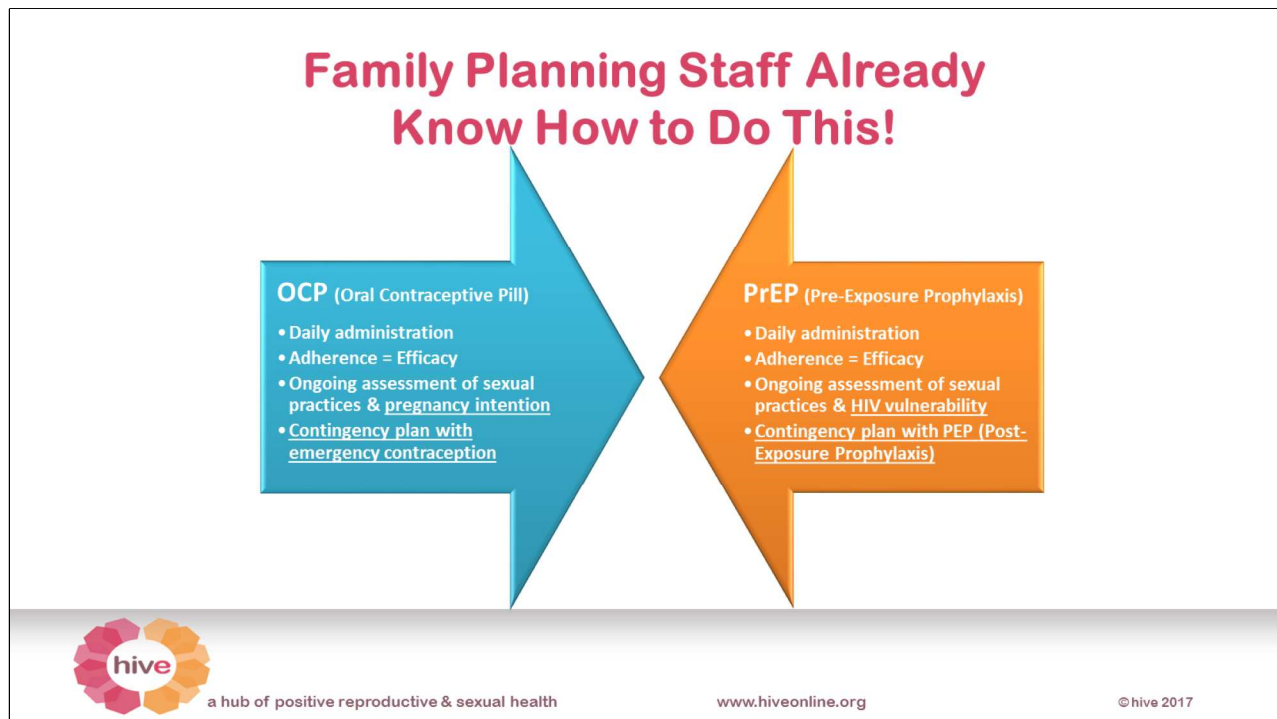 Family Planning Staff Already
Know How to Do This!
OCP (Oral Contraceptive Pill)
• Daily administration
• Adherence = Efficacy
• Ongoing assessment of sexual
practices & pregnancy intention
• Contingency plan with
emergency contraception
PrEP (Pre-Exposure Prophylaxis)
• Daily administration
• Adherence = Efficacy
• Ongoing assessment of sexual
practices & HIV vulnerability
• Contingency plan with PEP (Post-
Exposure Prophylaxis)
hive
a hub of positive reproductive & sexual health
www.hiveonline.org
© hive 2017